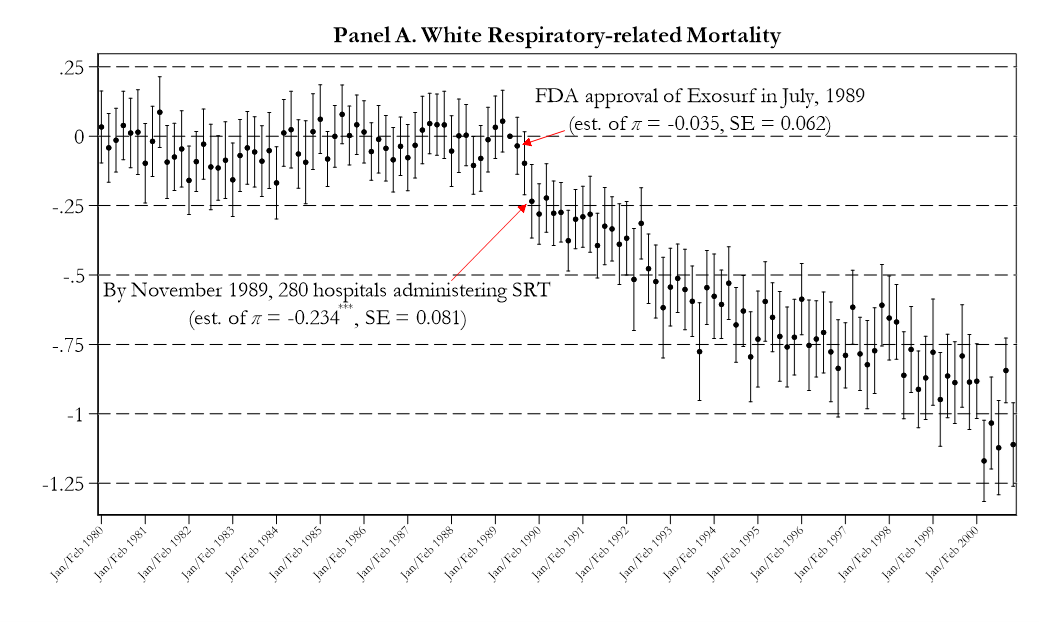 Panel A. White Respiratory-related Mortality
.25
FDA approval of Exosurf in July, 1989
(est. of π = -0.035, SE = 0.062)
0
-.25
-.5
By November 1989, 280 hospitals administering SRT
(est. of π = -0.234***, SE = 0.081)
-.75
-1
-1.25
Jan/Feb 1980
Jan/Feb 1981
Jan/Feb 1982
Jan/Feb 1983
Jan/Feb 1984
Jan/Feb 1985
Jan/Feb 1986
Jan/Feb 1987
Jan/Feb 1988
Jan/Feb 1989
Jan/Feb 1990
Jan/Feb 1991
Jan/Feb 1992
Jan/Feb 1993
Jan/Feb 1994
Jan/Feb 1995
Jan/Feb 1996
Jan/Feb 1997
Jan/Feb 1998
Jan/Feb 1999
Jan/Feb 2000